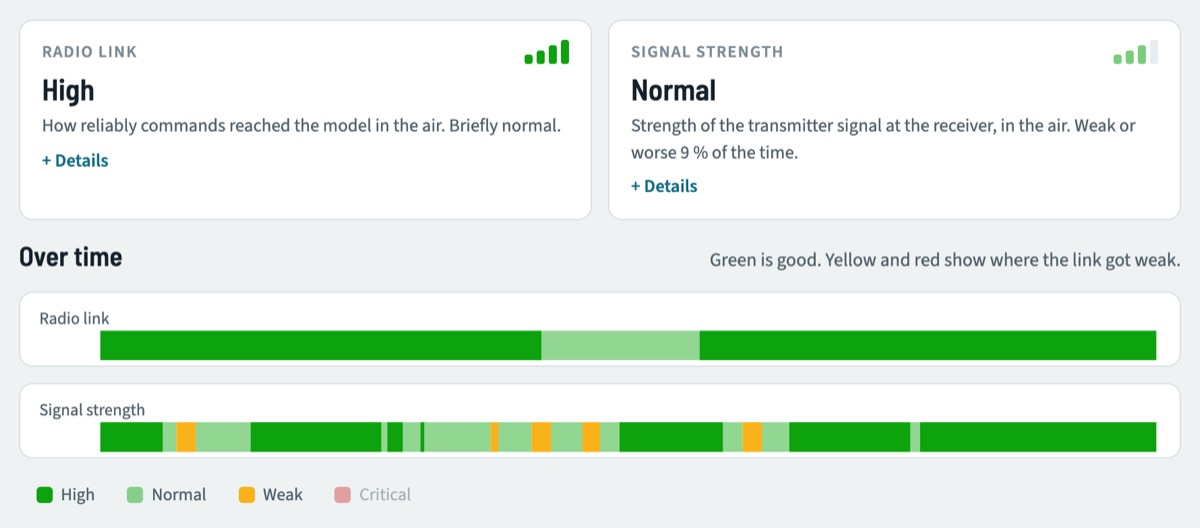 RADIO LINK
High
How reliably commands reached the model in the air. Briefly normal.
+ Details
SIGNAL STRENGTH
Normal
Strength of the transmitter signal at the receiver, in the air. Weak or
worse 9 % of the time.
+ Details
Over time
Green is good. Yellow and red show where the link got weak.
Radio link
Signal strength
High
Normal
Weak
Critical